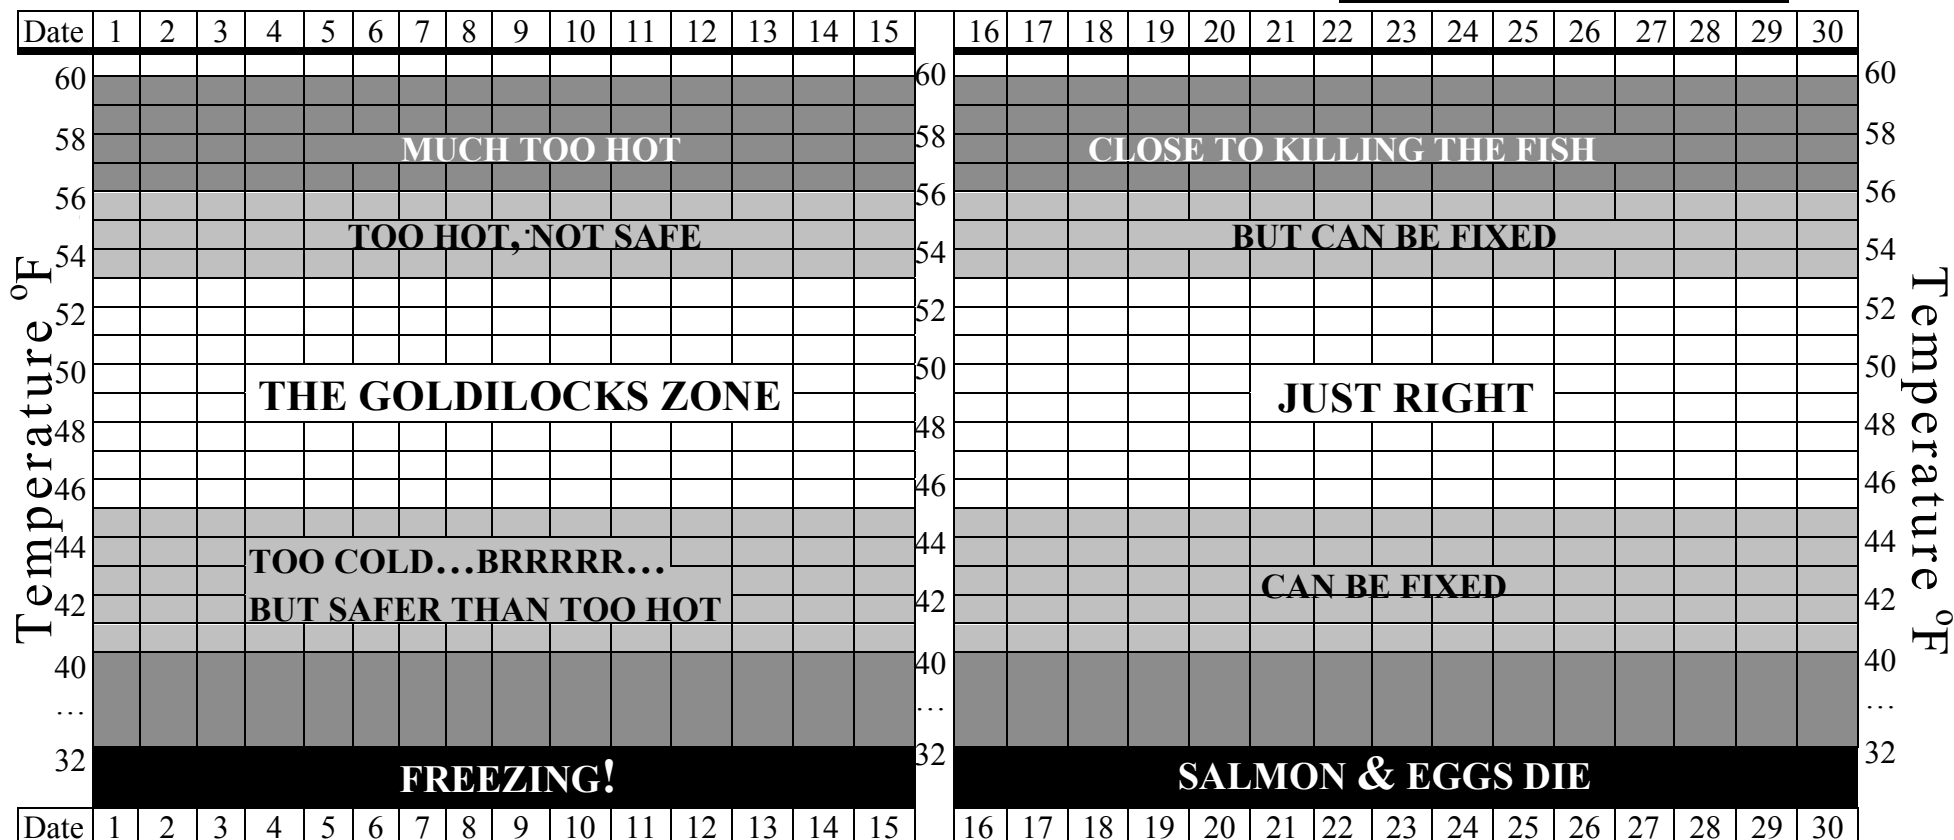 Date 1 2 3 4 5 6 7 8 9 10 11 12 13 14 15 16 17 18 19 20 21 22 23 24 25 26 27 28 29 30
60 60 60
58 MUCH TOO HOT 58 CLOSE TO KILLING THE FISH 58
56 56 56
54 TOO HOT, NOT SAFE 54 BUT CAN BE FIXED 54
52 52 52
50 50 50
THE GOLDILOCKS ZONE JUST RIGHT
48 48 48
46 46 46
44 TOO COLD...BRRRRR... 44 44
CAN BE FIXED
42 BUT SAFER THAN TOO HOT 42 42
40 40 40
... ... ...
32 32 32
FREEZING! SALMON & EGGS DIE
Date 1 2 3 4 5 6 7 8 9 10 11 12 13 14 15 16 17 18 19 20 21 22 23 24 25 26 27 28 29 30
Temperature ºF
Temperature ºF